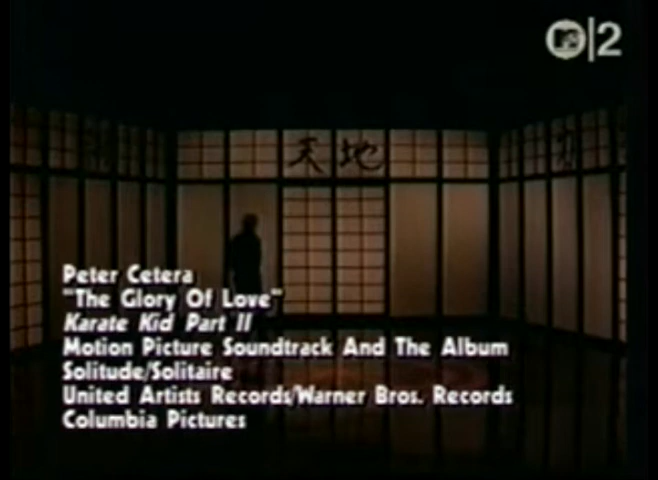 |2
天地
Peter Cetera
"The Glory Of Love"
Karate Kid Part II
Motion Picture Soundtrack And The Album
Solitude/Solitaire
United Artists Records/Warner Bros. Records
Columbia Pictures